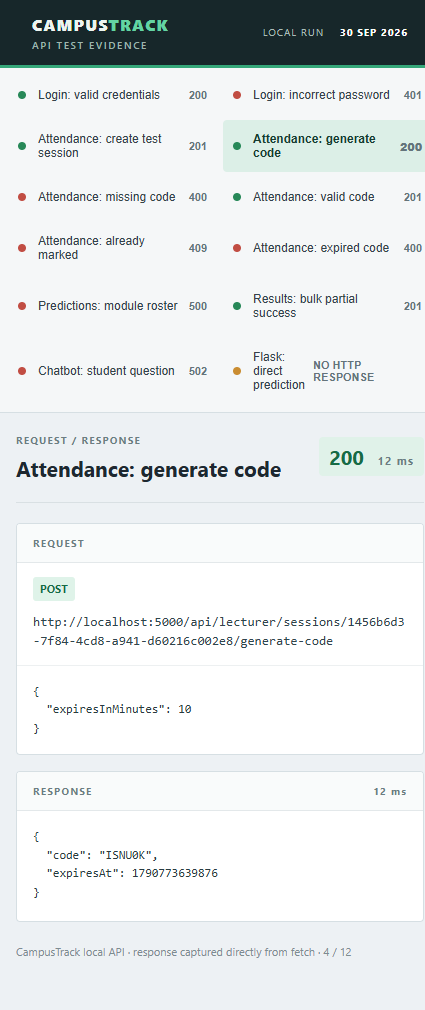 CAMPUSTRACK
API TEST EVIDENCE
LOCAL RUN 30 SEP 2026
Login: valid credentials 200
Login: incorrect password 401
Attendance: create test
session 201
Attendance: generate
code 200
Attendance: missing code 400
Attendance: valid code 201
Attendance: already
marked 409
Attendance: expired code 400
Predictions: module roster 500
Results: bulk partial
success 201
Chatbot: student question 502
Flask:
direct
prediction
NO HTTP
RESPONSE
REQUEST / RESPONSE
Attendance: generate code
200 12 ms
REQUEST
POST
http://localhost:5000/api/lecturer/sessions/1456b6d3
-7f84-4cd8-a941-d60216c002e8/generate-code
{
"expiresInMinutes": 10
}
RESPONSE 12 ms
{
"code": "ISNU0K",
"expiresAt": 1790773639876
}
CampusTrack local API · response captured directly from fetch · 4 / 12